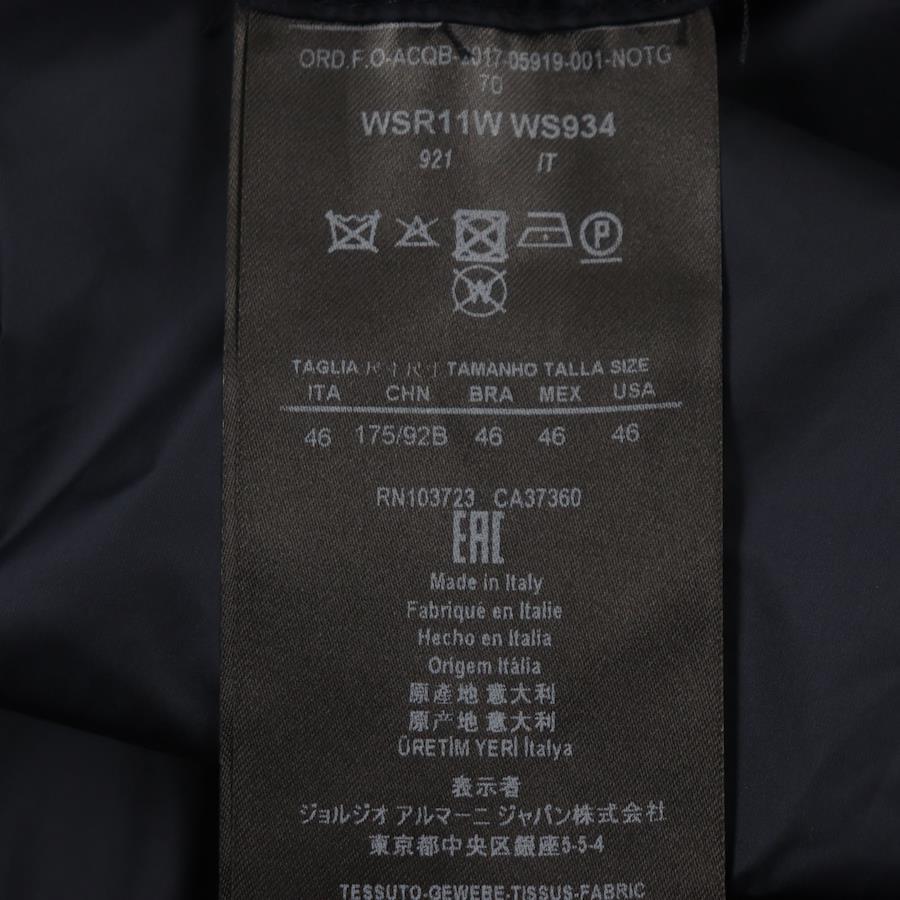 ORD.F.O-ACQB-2017-05919-001-NOTG
70
WSR11W WS934
921 IT
P
W
TAGLIA TAMANHO TALLA SIZE
ITA CHN BRA MEX USA
46 175/92B 46 46 46
RN103723 CA37360
EAC
Made in Italy
Fabriqué en Italie
Hecho en Italia
Origem Itália
原產地 意大利
原产地 意大利
ÜRETİM YERİ İtalya
表示者
ジョルジオ アルマーニ ジャパン株式会社
東京都中央区銀座5-5-4
TESSUTO-GEWEBE-TISSUS-FABRIC